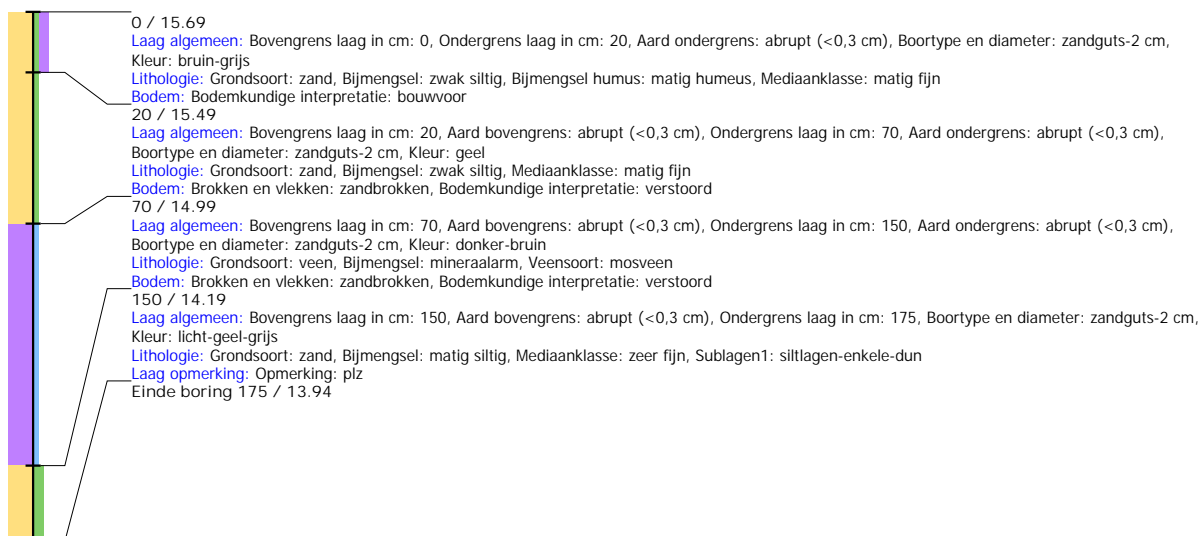 0 / 15.69
Laag algemeen: Bovengrens laag in cm: 0, Ondergrens laag in cm: 20, Aard ondergrens: abrupt (<0,3 cm), Boortype en diameter: zandguts-2 cm,
Kleur: bruin-grijs
Lithologie: Grondsoort: zand, Bijmengsel: zwak siltig, Bijmengsel humus: matig humeus, Mediaanklasse: matig fijn
Bodem: Bodemkundige interpretatie: bouwvoor
20 / 15.49
Laag algemeen: Bovengrens laag in cm: 20, Aard bovengrens: abrupt (<0,3 cm), Ondergrens laag in cm: 70, Aard ondergrens: abrupt (<0,3 cm),
Boortype en diameter: zandguts-2 cm, Kleur: geel
Lithologie: Grondsoort: zand, Bijmengsel: zwak siltig, Mediaanklasse: matig fijn
Bodem: Brokken en vlekken: zandbrokken, Bodemkundige interpretatie: verstoord
70 / 14.99
Laag algemeen: Bovengrens laag in cm: 70, Aard bovengrens: abrupt (<0,3 cm), Ondergrens laag in cm: 150, Aard ondergrens: abrupt (<0,3 cm),
Boortype en diameter: zandguts-2 cm, Kleur: donker-bruin
Lithologie: Grondsoort: veen, Bijmengsel: mineraalarm, Veensoort: mosveen
Bodem: Brokken en vlekken: zandbrokken, Bodemkundige interpretatie: verstoord
150 / 14.19
Laag algemeen: Bovengrens laag in cm: 150, Aard bovengrens: abrupt (<0,3 cm), Ondergrens laag in cm: 175, Boortype en diameter: zandguts-2 cm,
Kleur: licht-geel-grijs
Lithologie: Grondsoort: zand, Bijmengsel: matig siltig, Mediaanklasse: zeer fijn, Sublagen1: siltlagen-enkele-dun
Laag opmerking: Opmerking: plz
Einde boring 175 / 13.94